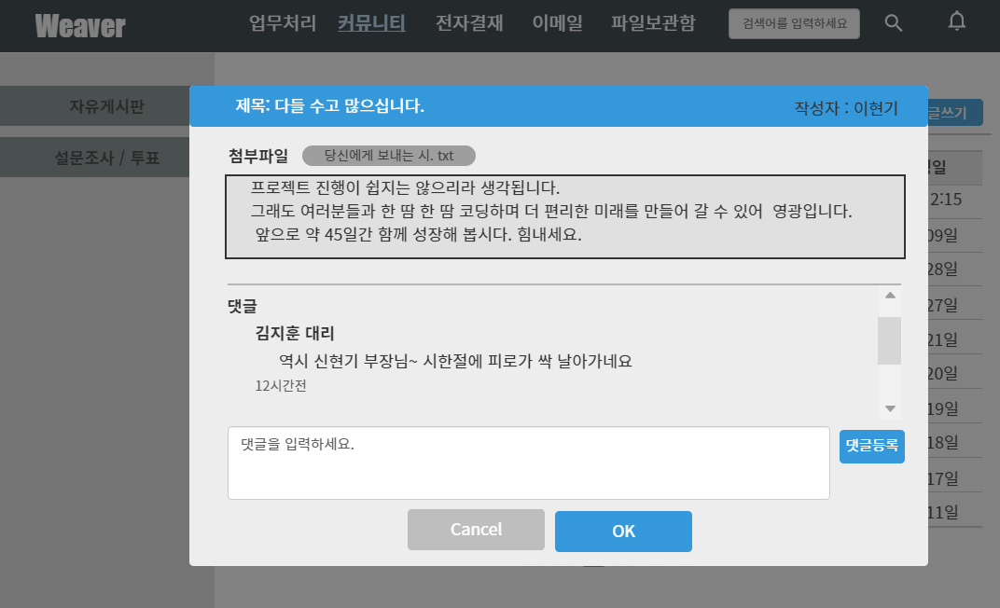 Weaver
업무처리 커뮤니티 전자결재 이메일 파일보관함
검색어를 입력하세요
자유게시판
설문조사 / 투표
제목: 다들 수고 많으십니다.
작성자 : 이현기
글쓰기
첨부파일
당신에게 보내는 시. txt
프로젝트 진행이 쉽지는 않으리라 생각됩니다.
그래도 여러분들과 한 땀 한 땀 코딩하며 더 편리한 미래를 만들어 갈 수 있어 영광입니다.
앞으로 약 45일간 함께 성장해 봅시다. 힘내세요.
댓글
김지훈 대리
역시 신현기 부장님~ 시한절에 피로가 싹 날아가네요
12시간전
댓글을 입력하세요.
댓글등록
Cancel
OK
일
2:15
09일
28일
27일
21일
20일
19일
18일
17일
11일